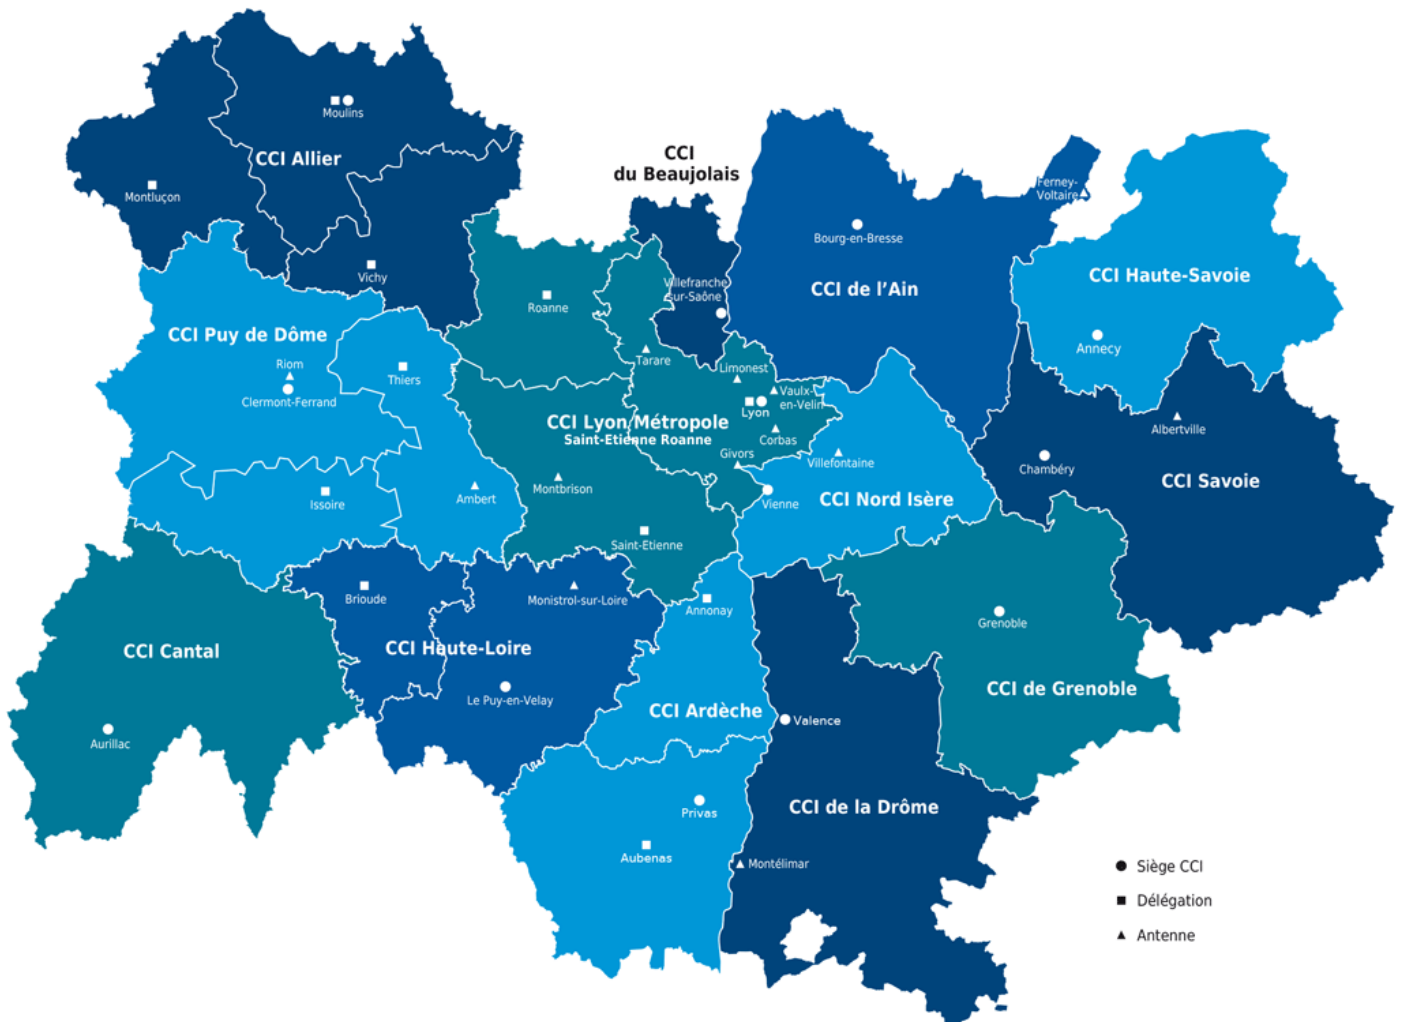 Moulins
CCI Allier
Montluçon
Vichy
CCI
du Beaujolais
Villefranche
sur-Saône
Bourg-en-Bresse
CCI de l’Ain
Ferney-
Voltaire
CCI Haute-Savoie
Annecy
CCI Puy de Dôme
Riom
Clermont-Ferrand
Thiers
Issoire
Ambert
Roanne
Tarare
Limonest
Vaulx-
en-Velin
Lyon
CCI Lyon Métropole
Saint-Etienne Roanne
Corbas
Givors
Montbrison
Saint-Etienne
Villefontaine
Vienne
CCI Nord Isère
Albertville
Chambéry
CCI Savoie
Brioude
Monistrol-sur-Loire
CCI Haute-Loire
Le Puy-en-Velay
Annonay
Grenoble
CCI de Grenoble
CCI Cantal
Aurillac
CCI Ardèche
Valence
Privas
Aubenas
CCI de la Drôme
Montélimar
Siège CCI
Délégation
Antenne